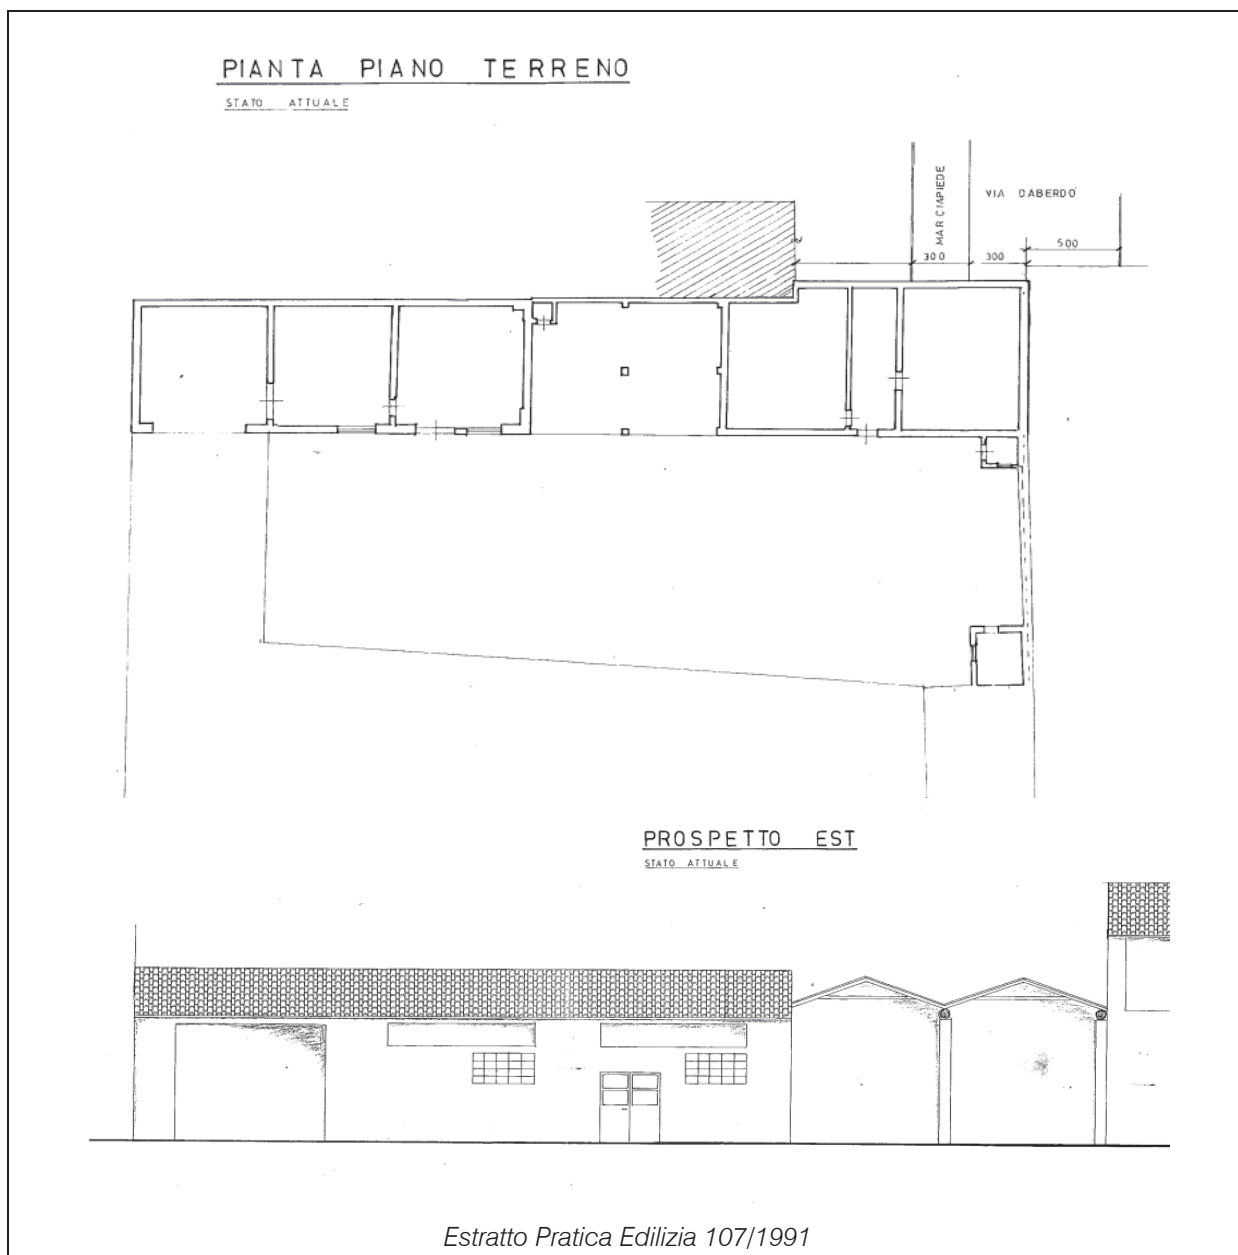 PIANTA PIANO TERRENO
STATO ATTUALE
MARCIAPIEDE
VIA CABERDO'
500
300
300
PROSPETTO EST
STATO ATTUALE
Estratto Pratica Edilizia 107/1991